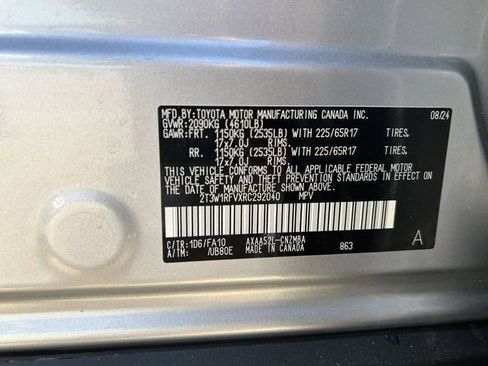 MFD.BY:TOYOTA MOTOR MANUFACTURING CANADA INC. 08/24
GVWR:2090KG (4610LB)
GAWR:FRT. 1150KG (2535LB) WITH 225/65R17 TIRES,
17x7.0J RIMS.
RR. 1150KG (2535LB) WITH 225/65R17 TIRES,
17x7.0J RIMS.
THIS VEHICLE CONFORMS TO ALL APPLICABLE FEDERAL MOTOR
VEHICLE SAFETY AND THEFT PREVENTION STANDARDS IN EFFECT
ON THE DATE OF MANUFACTURE SHOWN ABOVE.
2T3W1RFVXRC292040 MPV
C/TR:1D6/FA10 AXAA52L-CNZMBA
A/TM: /UB80E MADE IN CANADA 863 A